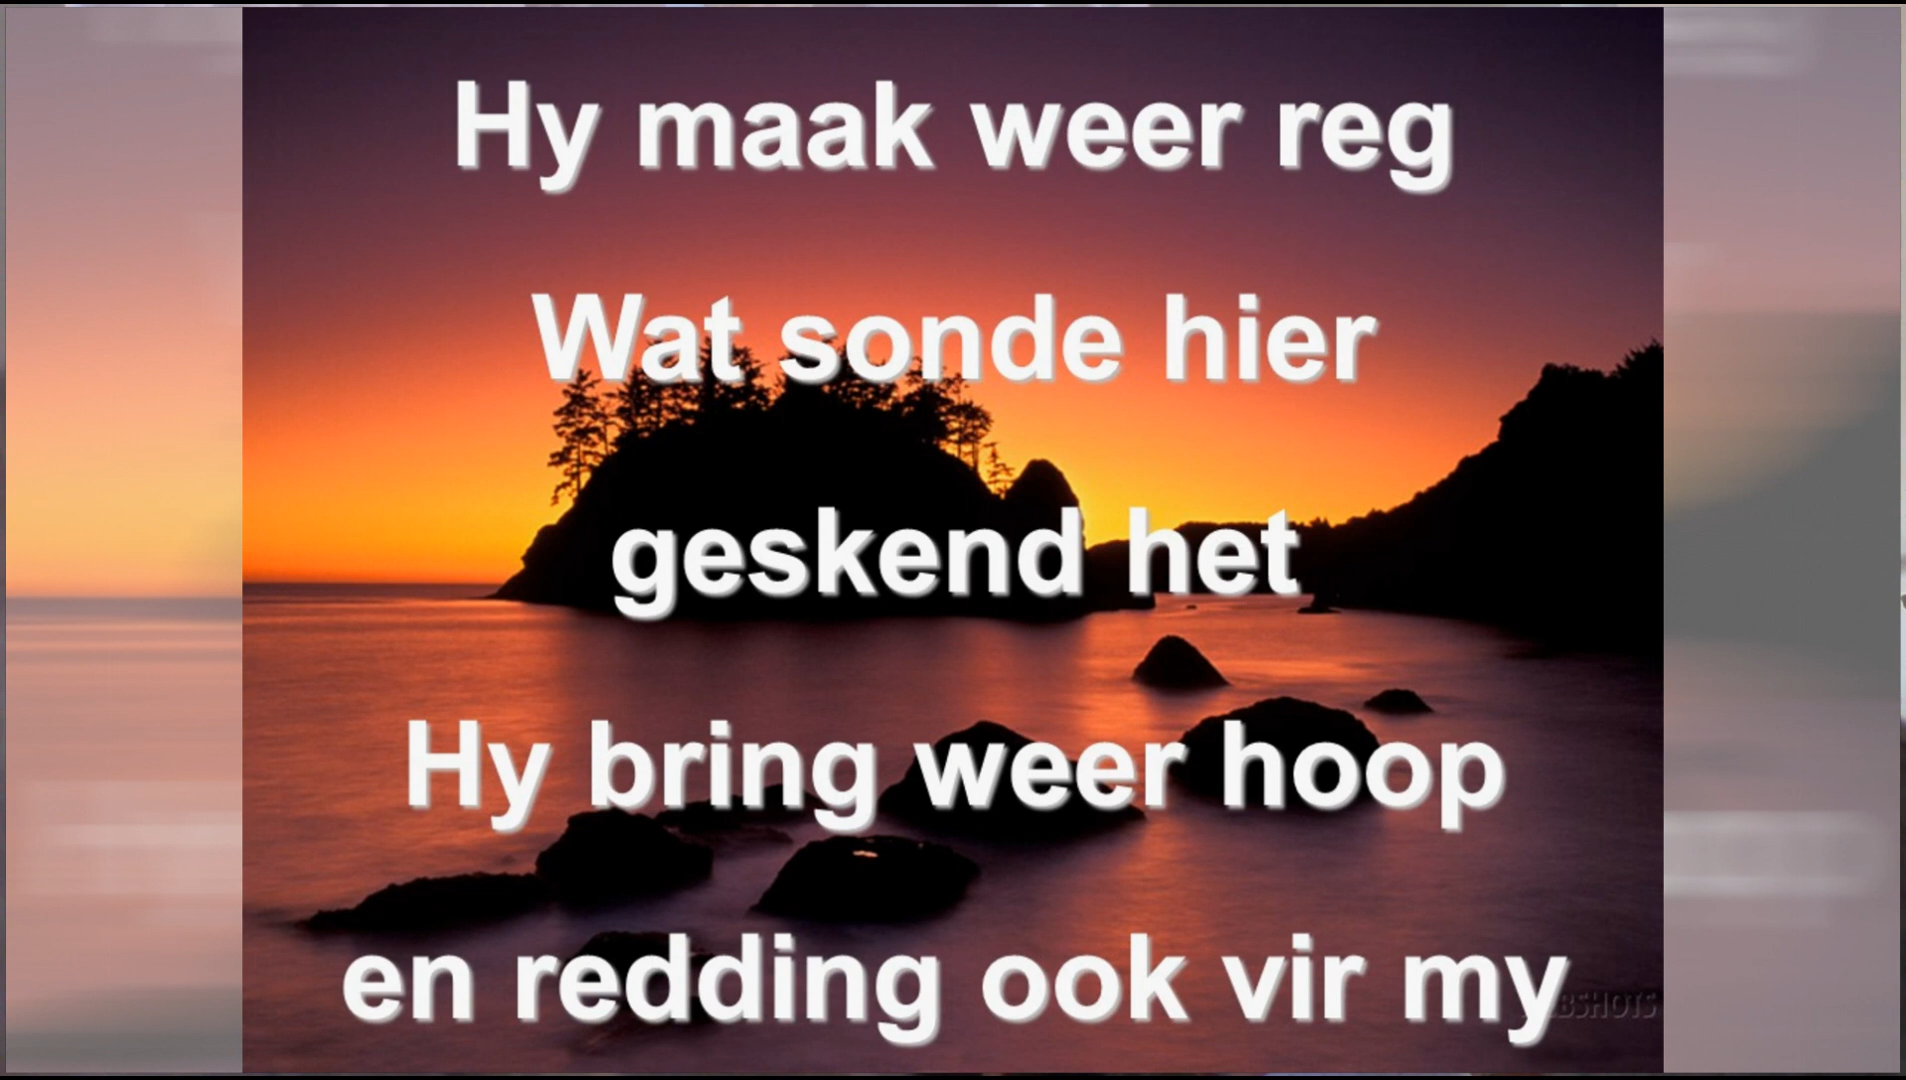 Hy maak weer reg
Wat sonde hier
geskend het
Hy bring weer hoop
en redding ook vir my